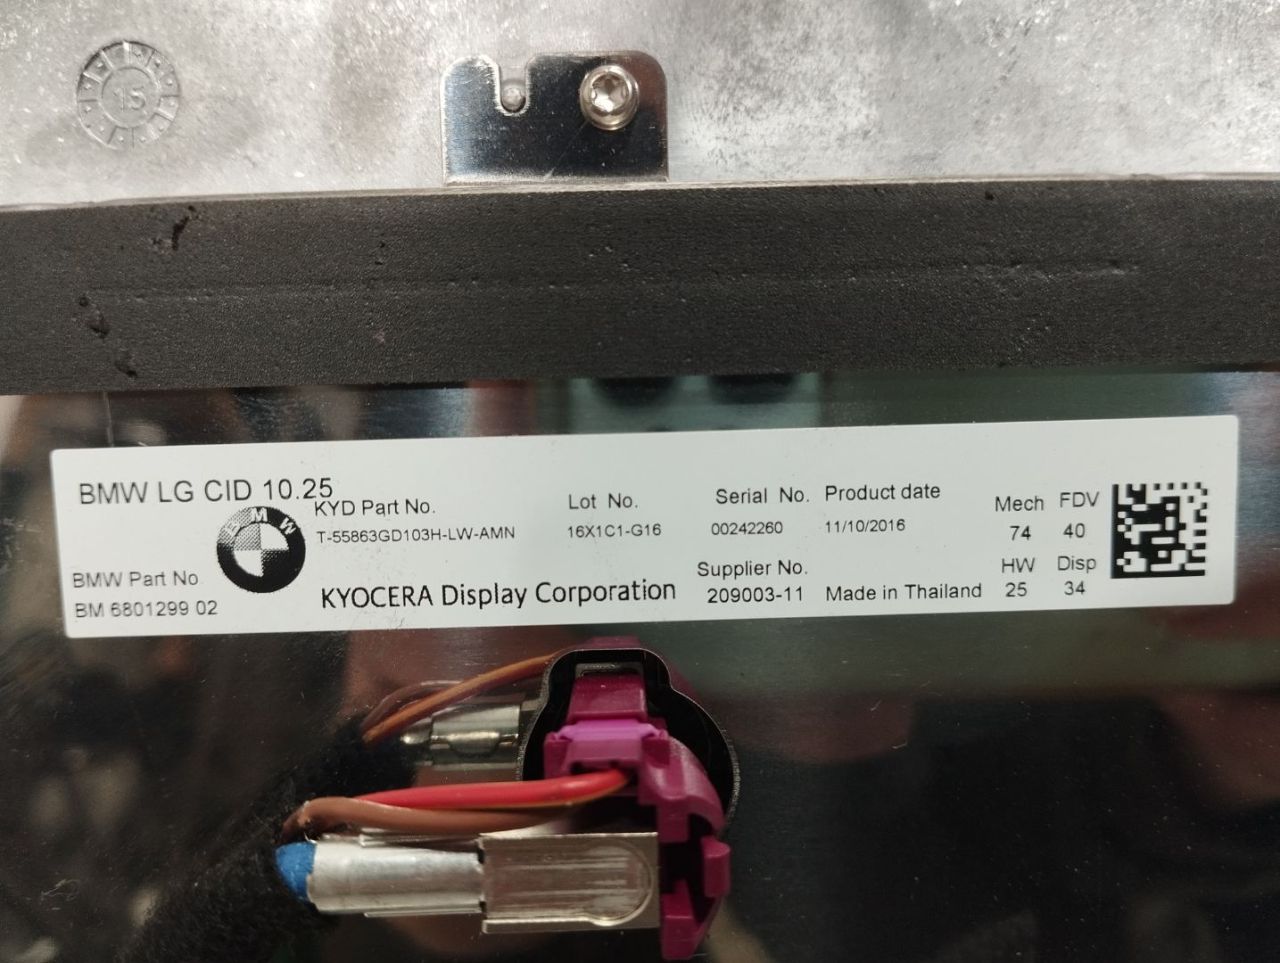 15
BMW LG CID 10.25
KYD Part No.
T-55863GD103H-LW-AMN
Lot No.
16X1C1-G16
Serial No.
00242260
Product date
11/10/2016
Mech
74
FDV
40
BMW
BMW Part No.
BM 6801299 02
KYOCERA Display Corporation
Supplier No.
209003-11
Made in Thailand
HW
25
Disp
34